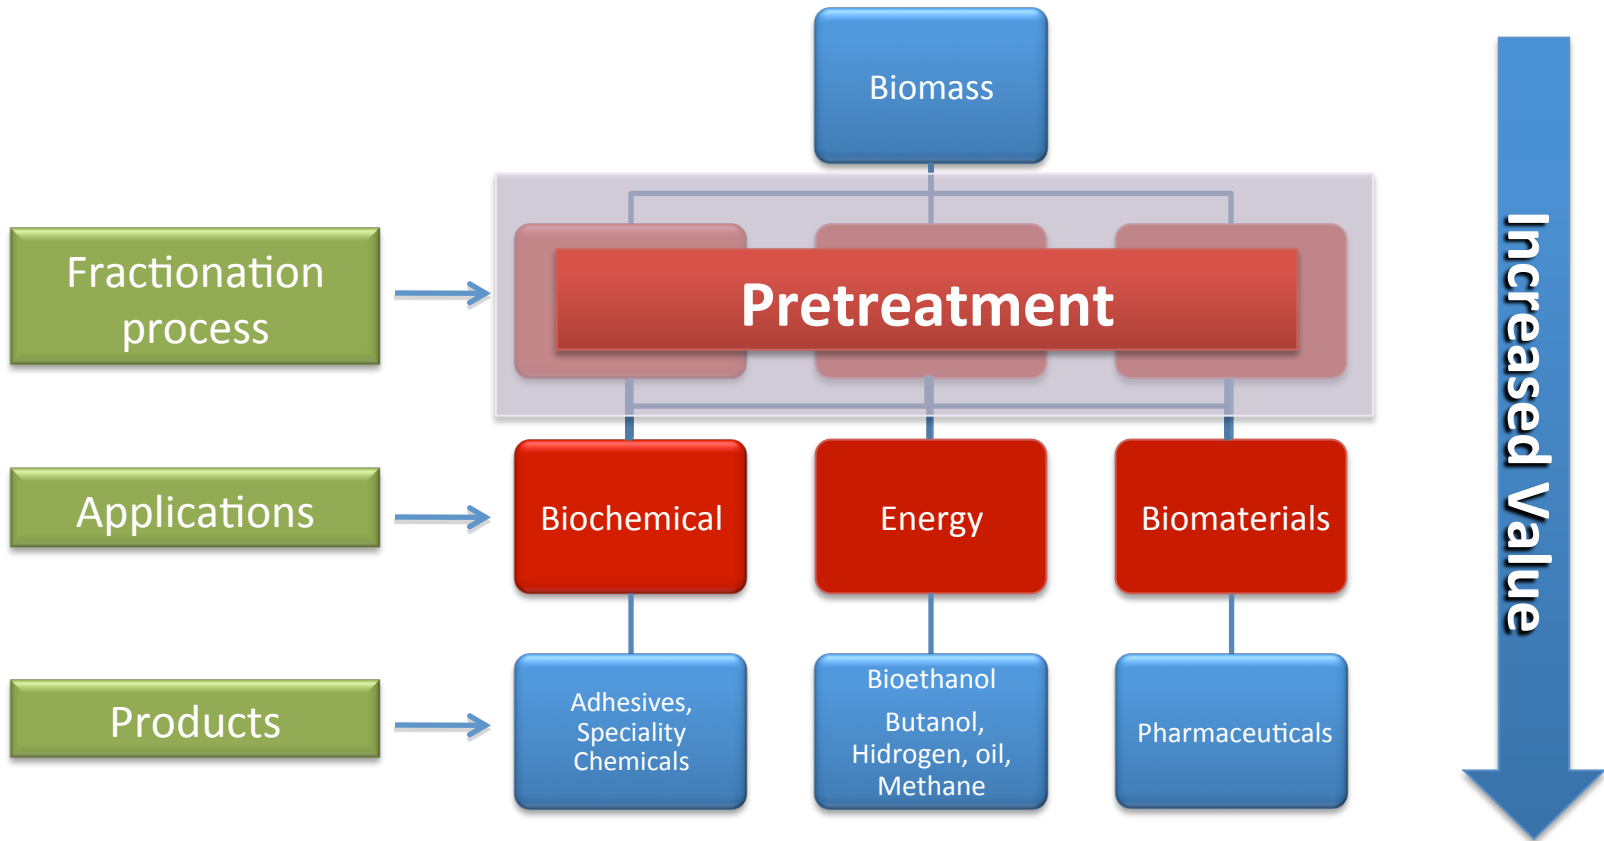 Biomass
Fractionation
process
Pretreatment
Applications
Biochemical
Energy
Biomaterials
Products
Adhesives,
Speciality
Chemicals
Bioethanol
Butanol,
Hidrogen, oil,
Methane
Pharmaceuticals
Increased Value